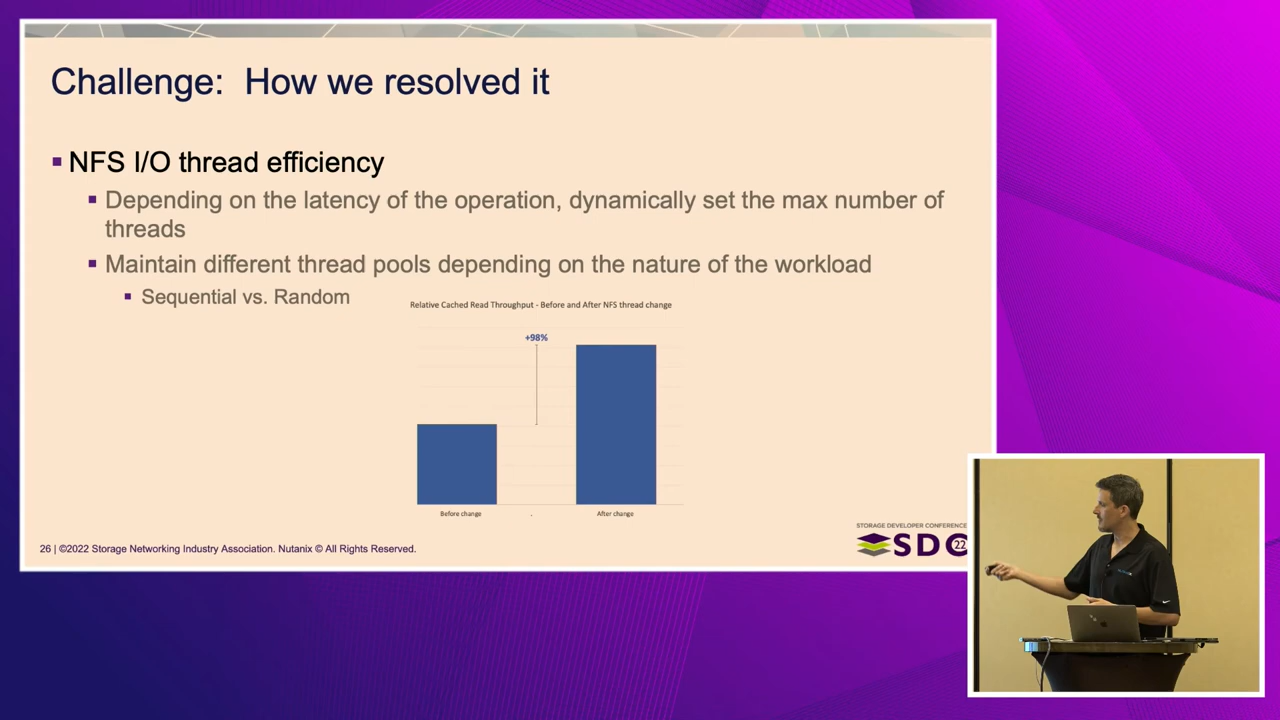 Challenge:  How we resolved it
▪ NFS I/O thread efficiency
▪ Depending on the latency of the operation, dynamically set the max number of
threads
▪ Maintain different thread pools depending on the nature of the workload
▪ Sequential vs. Random
Relative Cached Read Throughput - Before and After NFS thread change
+98%
Before change
.
After change
STORAGE DEVELOPER CONFERENCE
SDC
22
26 | ©2022 Storage Networking Industry Association. Nutanix © All Rights Reserved.